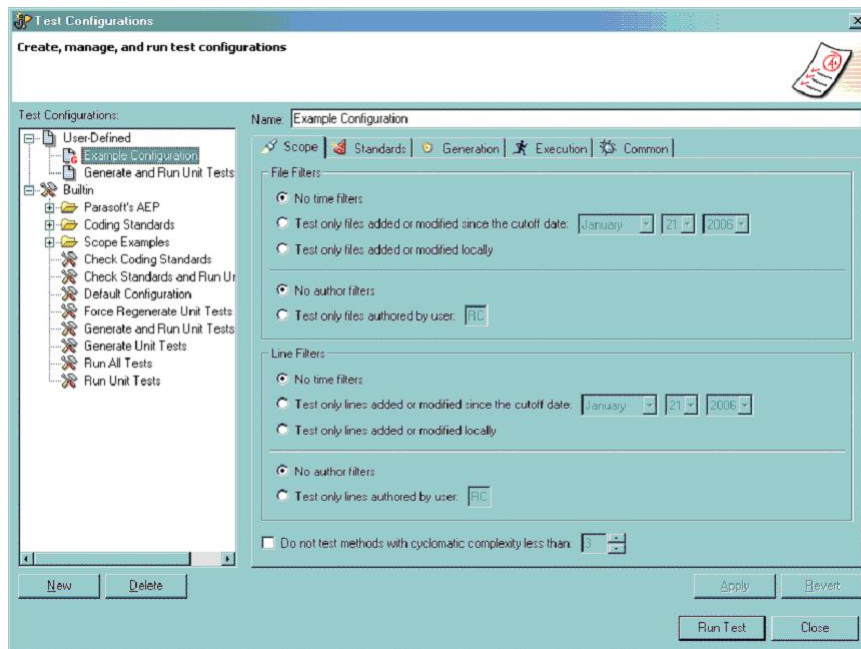 Test Configurations
Create, manage, and run test configurations
Test Configurations:
User-Defined
Example Configuration
Generate and Run Unit Tests
Builtin
Parasoft's AEP
Coding Standards
Scope Examples
Check Coding Standards
Check Standards and Run Un
Default Configuration
Force Regenerate Unit Tests
Generate and Run Unit Tests
Generate Unit Tests
Run All Tests
Run Unit Tests
New Delete
Name: Example Configuration
Scope Standards Generation Execution Common
File Filters
No time filters
Test only files added or modified since the cutoff date: January 21 2006
Test only files added or modified locally
No author filters
Test only files authored by user: RC
Line Filters
No time filters
Test only lines added or modified since the cutoff date: January 21 2006
Test only lines added or modified locally
No author filters
Test only lines authored by user: RC
Do not test methods with cyclomatic complexity less than: 3
Apply Revert
Run Test Close